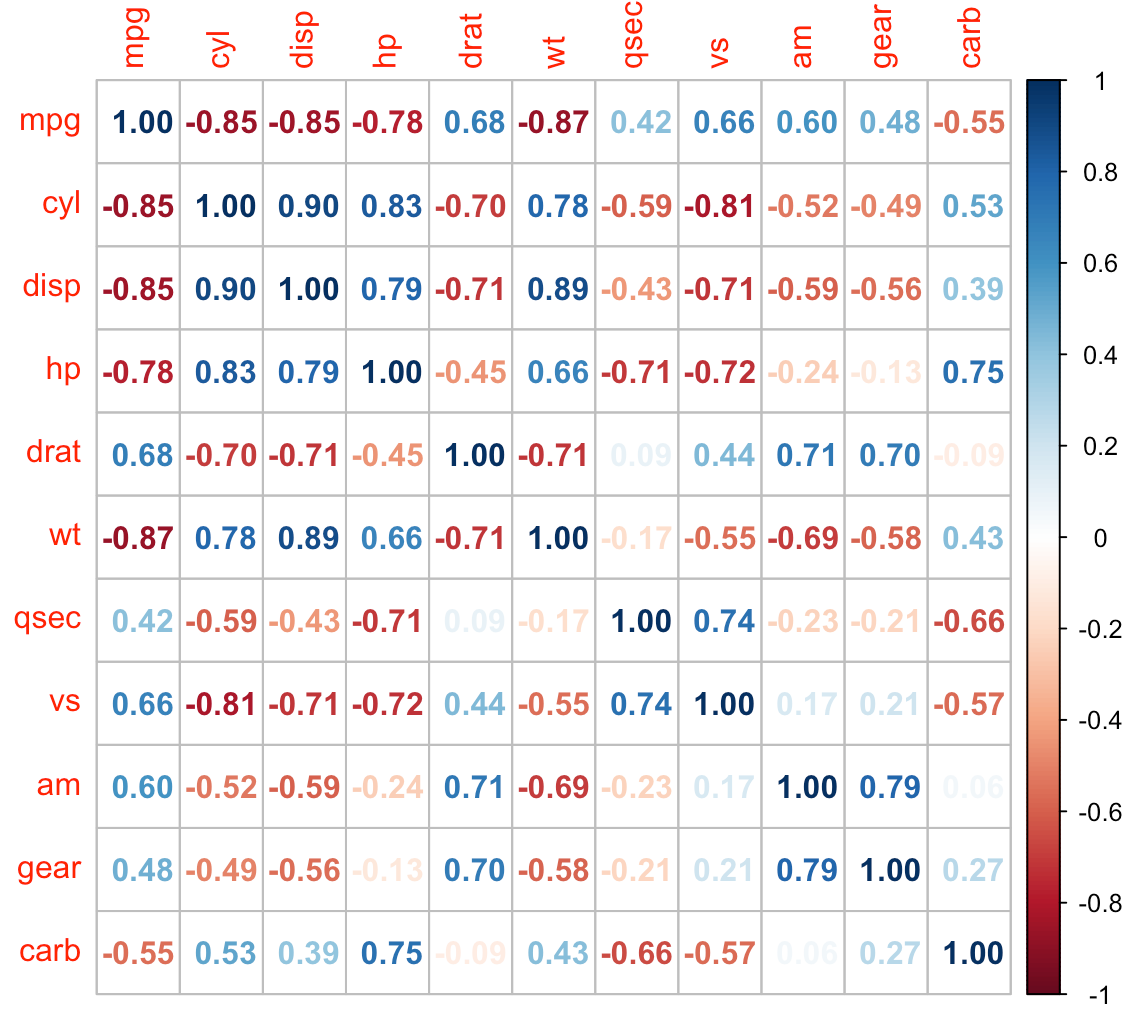 mpg cyl disp hp drat wt qsec vs am gear carb
mpg 1.00 -0.85 -0.85 -0.78 0.68 -0.87 0.42 0.66 0.60 0.48 -0.55
cyl -0.85 1.00 0.90 0.83 -0.70 0.78 -0.59 -0.81 -0.52 -0.49 0.53
disp -0.85 0.90 1.00 0.79 -0.71 0.89 -0.43 -0.71 -0.59 -0.56 0.39
hp -0.78 0.83 0.79 1.00 -0.45 0.66 -0.71 -0.72 -0.24 -0.13 0.75
drat 0.68 -0.70 -0.71 -0.45 1.00 -0.71 0.09 0.44 0.71 0.70 -0.09
wt -0.87 0.78 0.89 0.66 -0.71 1.00 -0.17 -0.55 -0.69 -0.58 0.43
qsec 0.42 -0.59 -0.43 -0.71 0.09 -0.17 1.00 0.74 -0.23 -0.21 -0.66
vs 0.66 -0.81 -0.71 -0.72 0.44 -0.55 0.74 1.00 0.17 0.21 -0.57
am 0.60 -0.52 -0.59 -0.24 0.71 -0.69 -0.23 0.17 1.00 0.79 0.06
gear 0.48 -0.49 -0.56 -0.13 0.70 -0.58 -0.21 0.21 0.79 1.00 0.27
carb -0.55 0.53 0.39 0.75 -0.09 0.43 -0.66 -0.57 0.06 0.27 1.00
1
0.8
0.6
0.4
0.2
0
-0.2
-0.4
-0.6
-0.8
-1